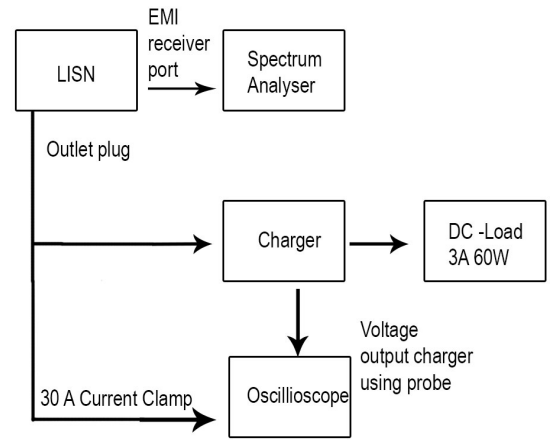 EMI
receiver
port
LISN
Spectrum
Analyser
Outlet plug
Charger
DC -Load
3A 60W
Voltage
output charger
using probe
30 A Current Clamp
Oscillioscope